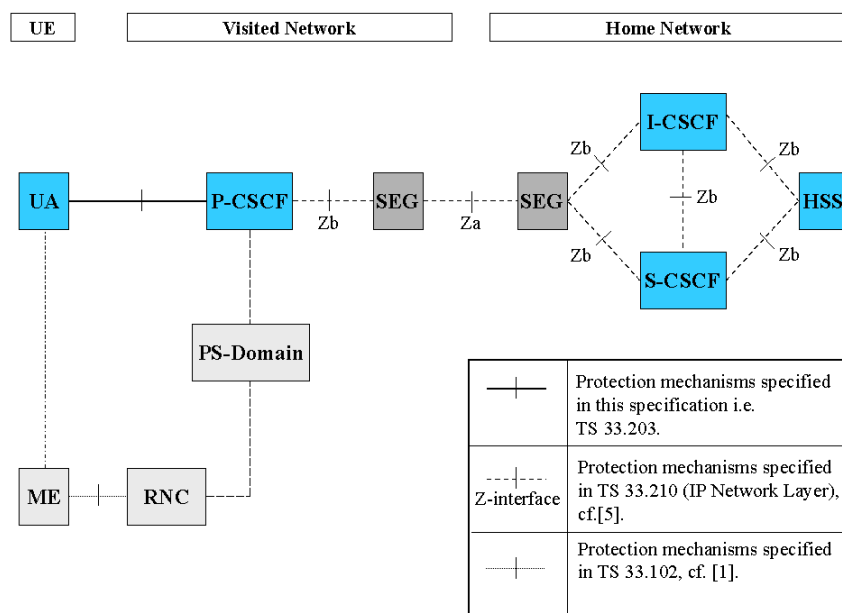 UE
Visited Network
Home Network
I-CSCF
Zb
Zb
UA
P-CSCF
SEG
SEG
Zb
HSS
Zb
Za
Zb
Zb
S-CSCF
PS-Domain
Protection mechanisms specified
in this specification i.e.
TS 33.203.
ME
RNC
Z-interface
Protection mechanisms specified
in TS 33.210 (IP Network Layer),
cf.[5].
Protection mechanisms specified
in TS 33.102, cf. [1].